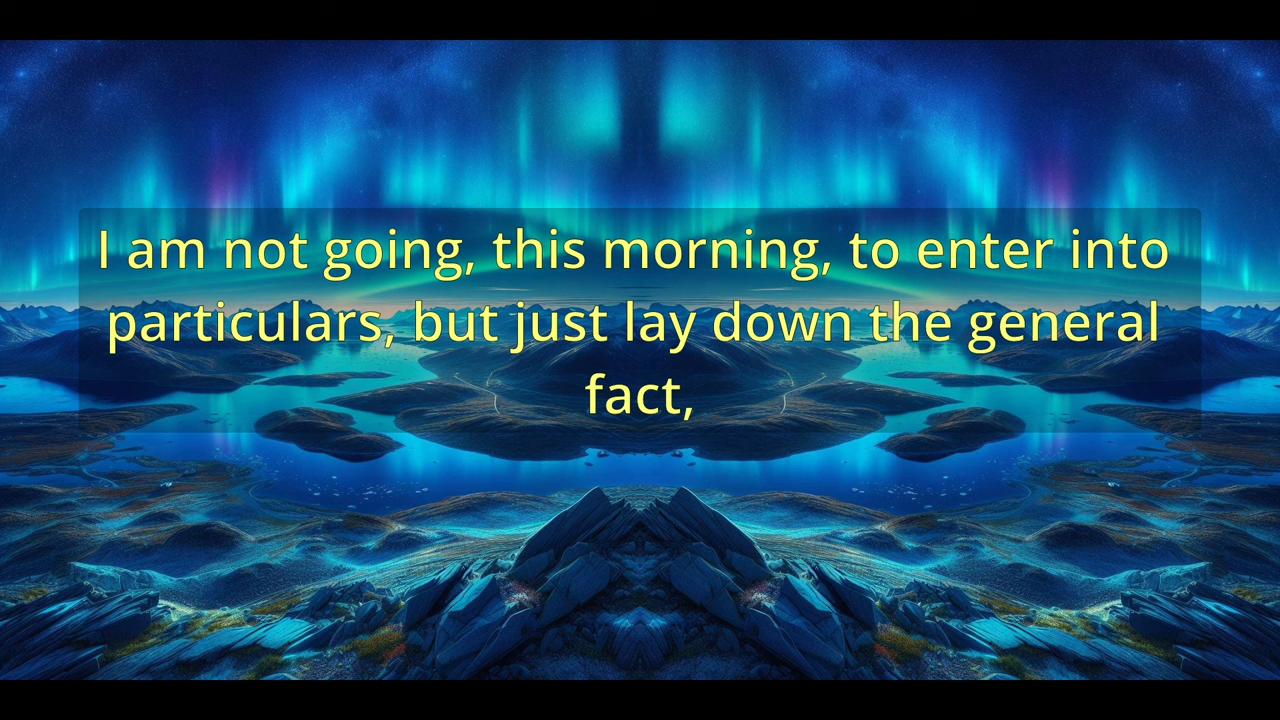 I am not going, this morning, to enter into
particulars, but just lay down the general
fact,